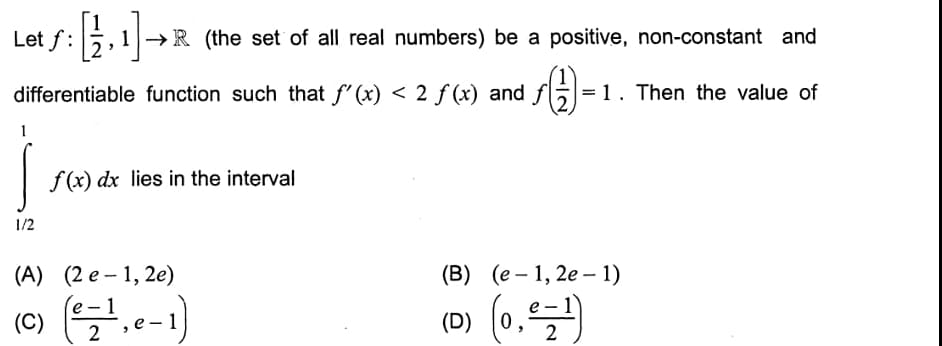 Let f : [1/2, 1] → ℝ (the set of all real numbers) be a positive, non-constant and
differentiable function such that f′(x) < 2 f(x) and f(1/2) = 1. Then the value of
∫_{1/2}^{1} f(x) dx lies in the interval
(A) (2 e – 1, 2e) (B) (e – 1, 2e – 1)
(C) ((e – 1)/2, e – 1) (D) (0, (e – 1)/2)